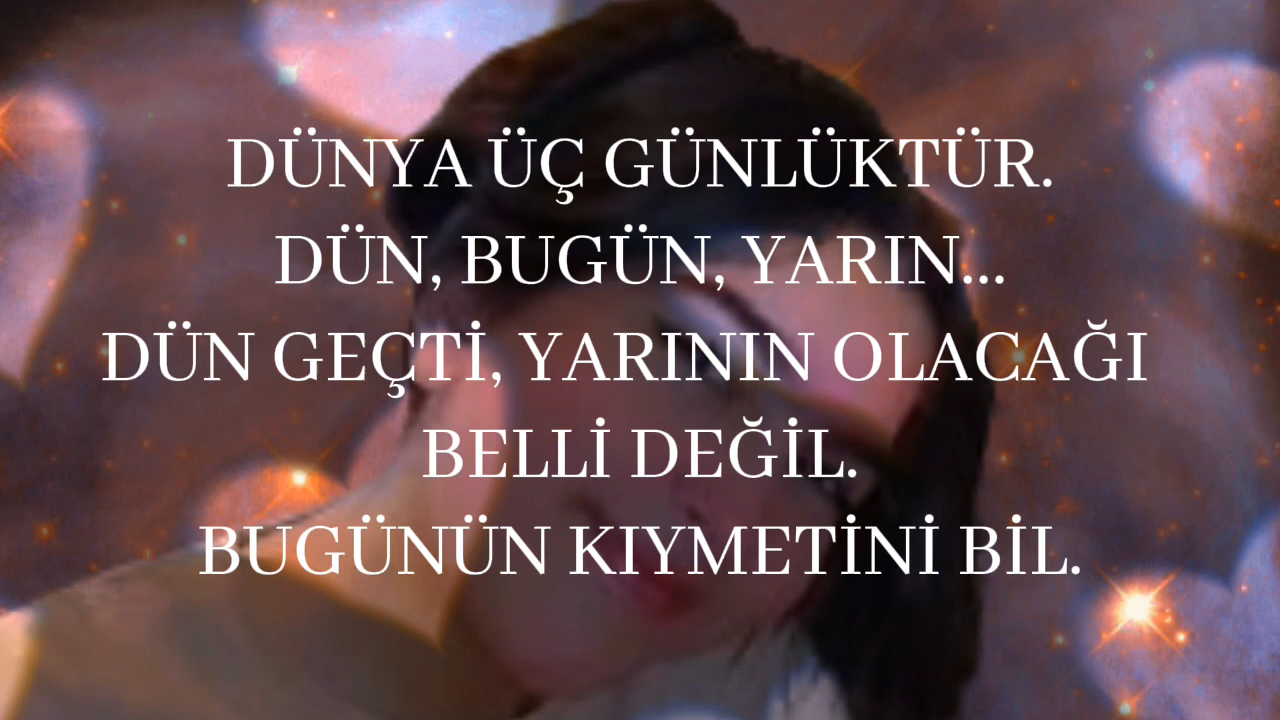 DÜNYA ÜÇ GÜNLÜKTÜR.
DÜN, BUGÜN, YARIN...
DÜN GEÇTİ, YARININ OLACAĞI
BELLİ DEĞİL.
BUGÜNÜN KIYMETİNİ BİL.